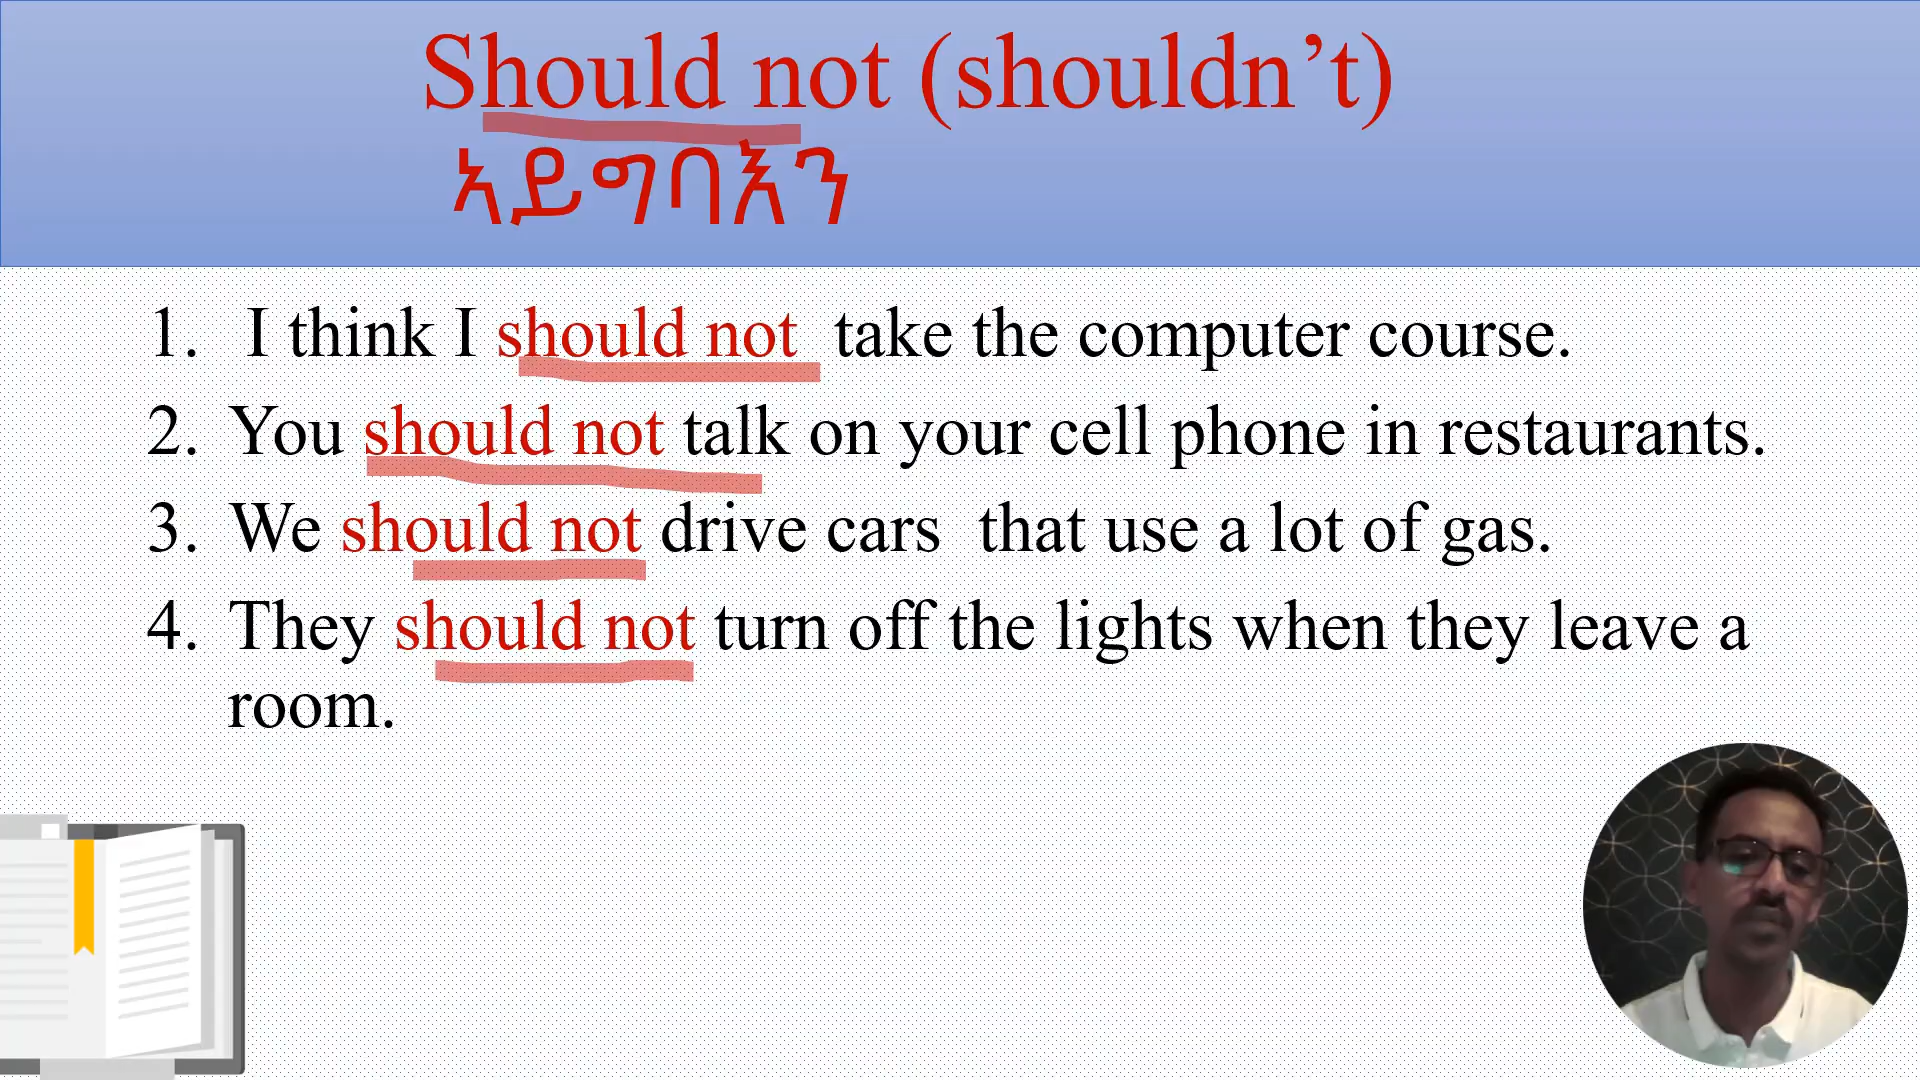 Should not (shouldn’t)
ኣይግባእን
1. I think I should not take the computer course.
2. You should not talk on your cell phone in restaurants.
3. We should not drive cars that use a lot of gas.
4. They should not turn off the lights when they leave a
room.